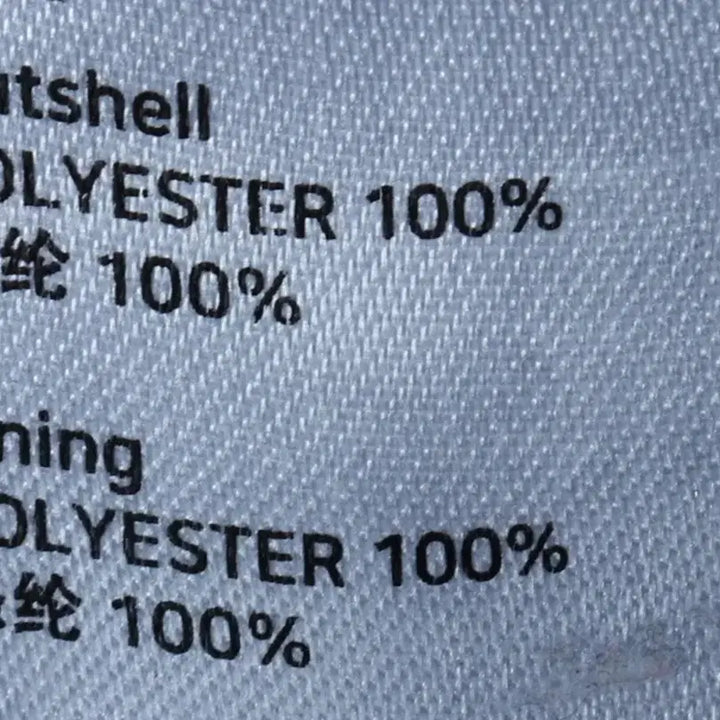 utshell
OLYESTER 100%
纶 100%
ning
OLYESTER 100%
纶 100%